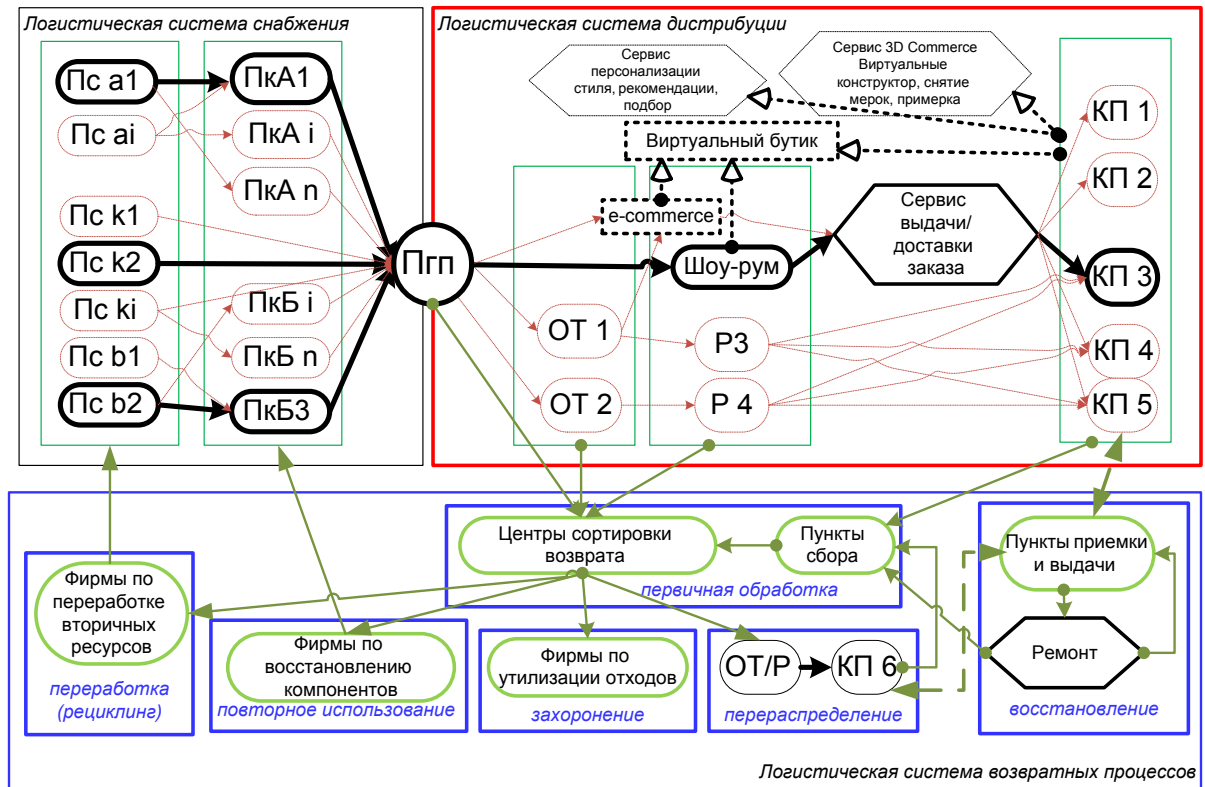 Логистическая система снабжения
Пс a1
Пс ai
Пс k1
Пс k2
Пс ki
Пс b1
Пс b2
ПкА1
ПкА i
ПкА n
ПкБ i
ПкБ n
ПкБ3
Пгп
Логистическая система дистрибуции
Сервис
персонализации
стиля, рекомендации,
подбор
Сервис 3D Commerce
Виртуальные
конструктор, снятие
мерок, примерка
Виртуальный бутик
e-commerce
Шоу-рум
Сервис
выдачи/
доставки
заказа
ОТ 1
ОТ 2
Р3
Р 4
КП 1
КП 2
КП 3
КП 4
КП 5
Центры сортировки
возврата
Пункты
сбора
первичная обработка
Пункты приемки
и выдачи
Ремонт
восстановление
Фирмы по
переработке
вторичных
ресурсов
переработка
(рециклинг)
Фирмы по
восстановлению
компонентов
повторное использование
Фирмы по
утилизации отходов
захоронение
ОТ/Р
КП 6
перераспределение
Логистическая система возвратных процессов